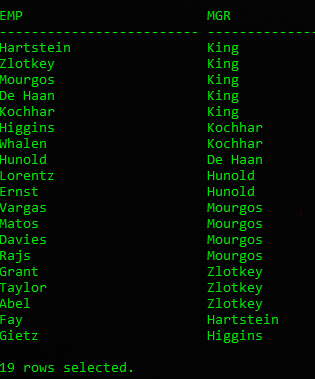 EMP                       MGR
------------------------- --------------
Hartstein                 King
Zlotkey                   King
Mourgos                   King
De Haan                   King
Kochhar                   King
Higgins                   Kochhar
Whalen                    Kochhar
Hunold                    De Haan
Lorentz                   Hunold
Ernst                     Hunold
Vargas                    Mourgos
Matos                     Mourgos
Davies                    Mourgos
Rajs                      Mourgos
Grant                     Zlotkey
Taylor                    Zlotkey
Abel                      Zlotkey
Fay                       Hartstein
Gietz                     Higgins
19 rows selected.